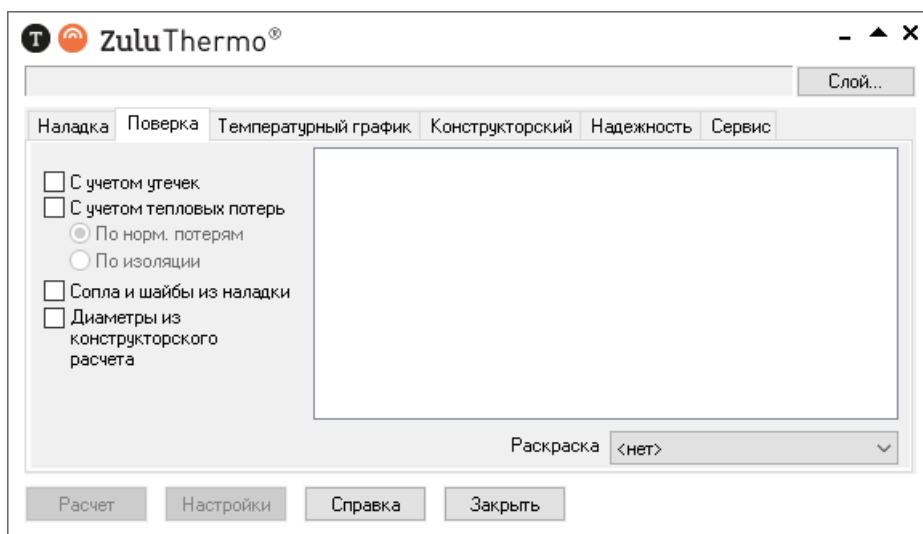 T ZuluThermo®
Слой...
Наладка Поверка Температурный график Конструкторский Надежность Сервис
С учетом утечек
С учетом тепловых потерь
По норм. потерям
По изоляции
Сопла и шайбы из наладки
Диаметры из
конструкторского
расчета
Раскраска <нет>
Расчет Настройки Справка Закрыть